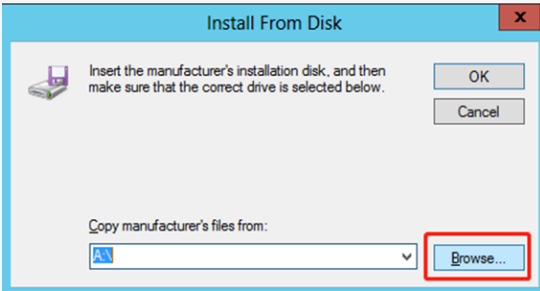 Install From Disk
x
Insert the manufacturer's installation disk, and then
make sure that the correct drive is selected below.
OK
Cancel
Copy manufacturer's files from:
A:\
Browse...